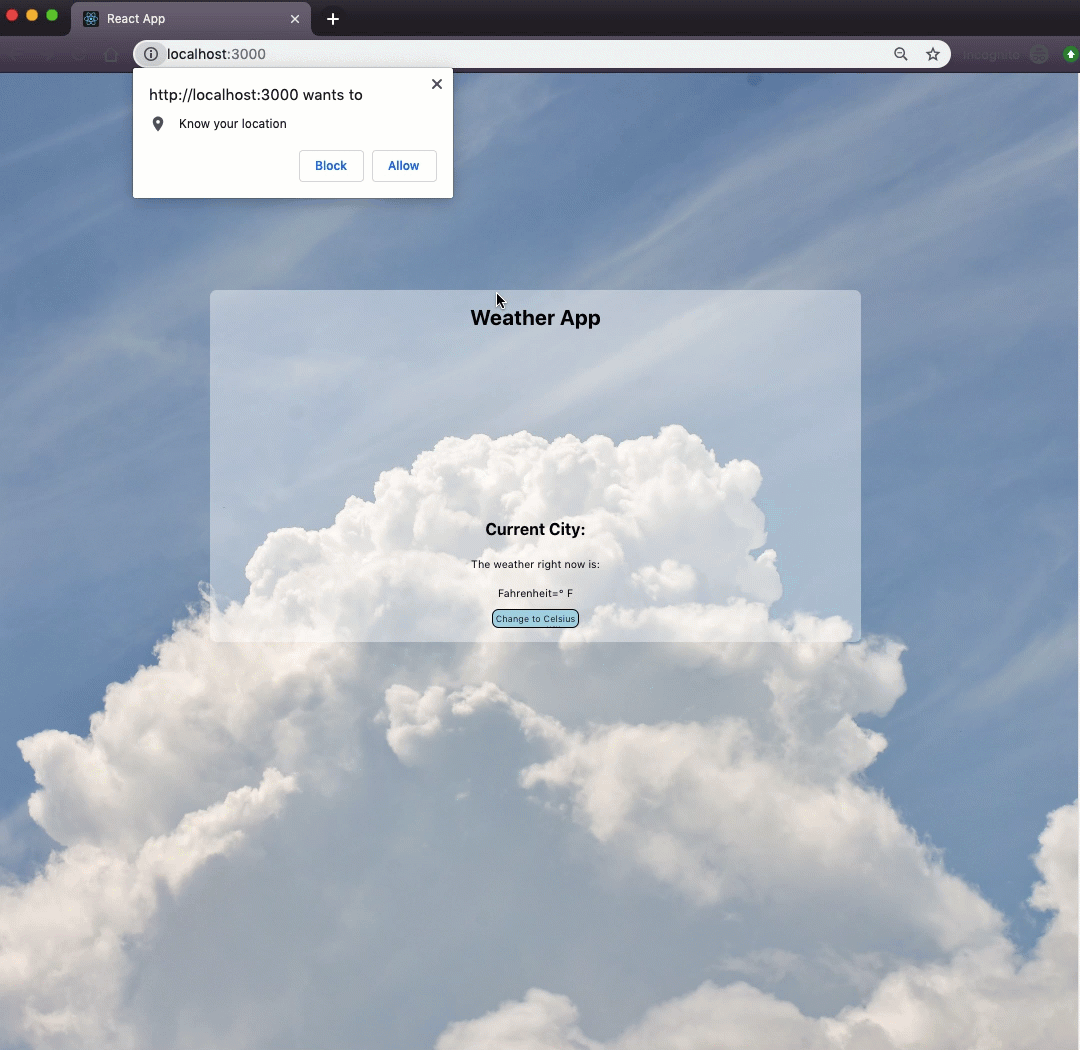 React App
localhost:3000
Incognito
http://localhost:3000 wants to
Know your location
Block
Allow
Weather App
Current City:
The weather right now is:
Fahrenheit=° F
Change to Celsius